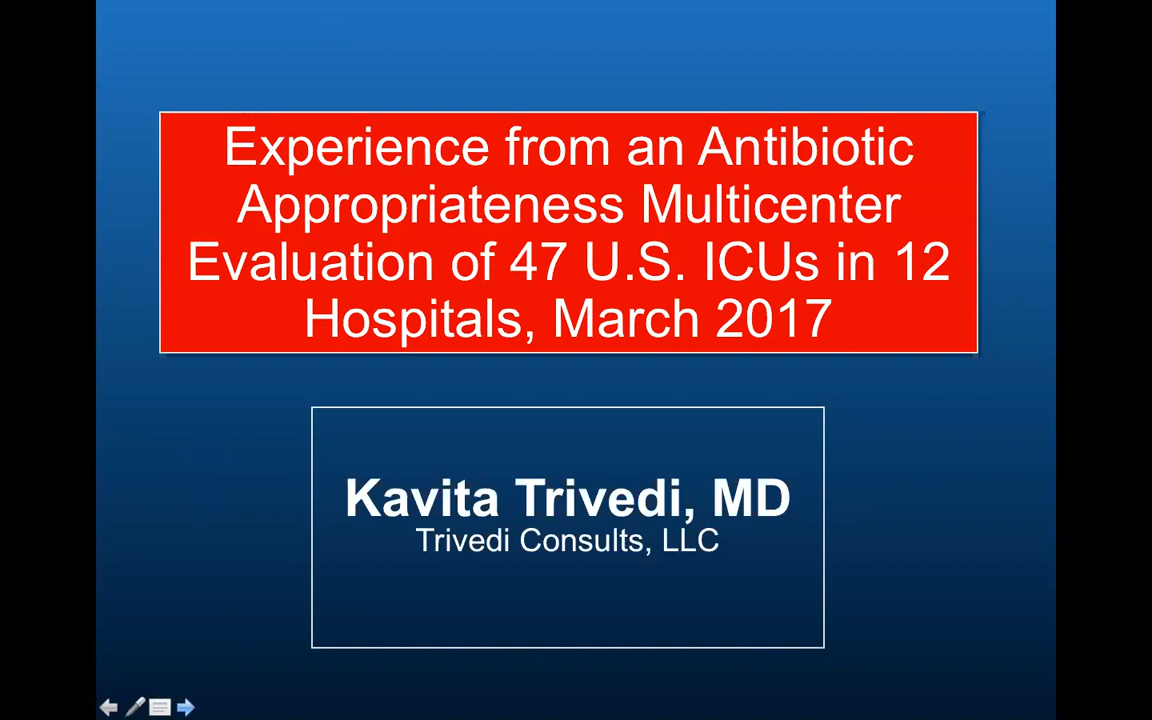 Experience from an Antibiotic
Appropriateness Multicenter
Evaluation of 47 U.S. ICUs in 12
Hospitals, March 2017
Kavita Trivedi, MD
Trivedi Consults, LLC